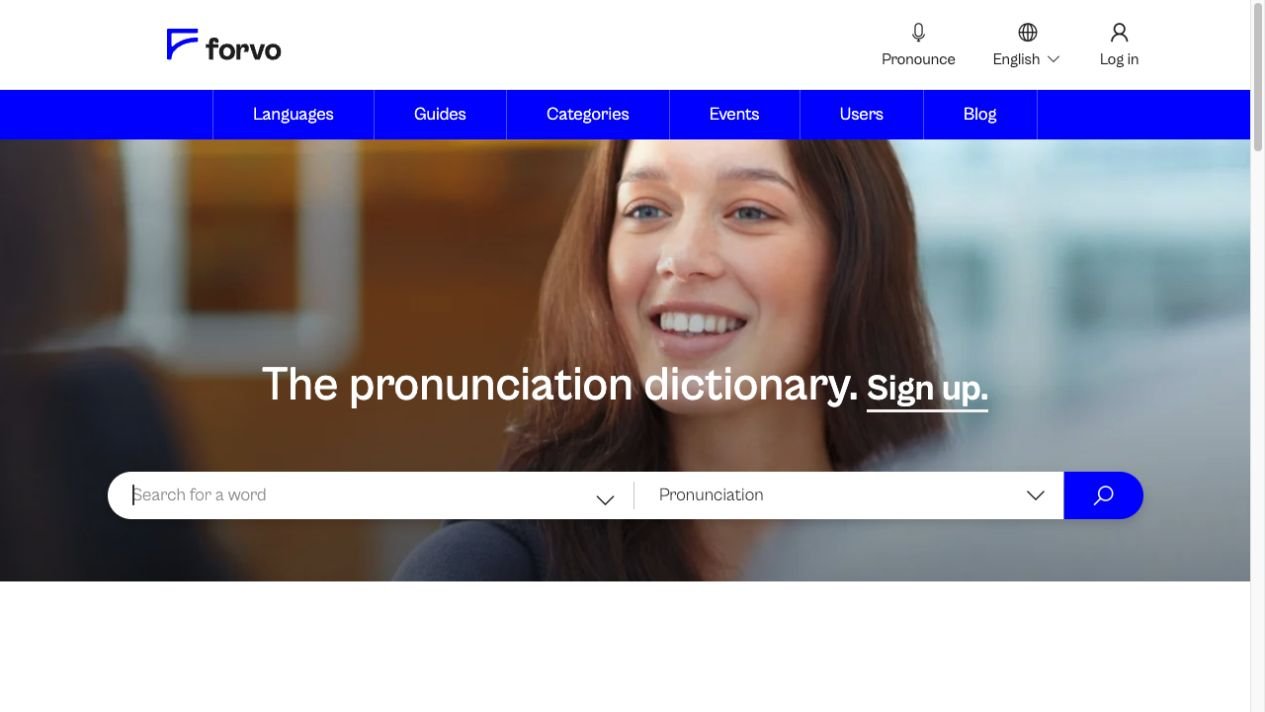 forvo
Pronounce
English
Log in
Languages
Guides
Categories
Events
Users
Blog
The pronunciation dictionary. Sign up.
Search for a word
Pronunciation